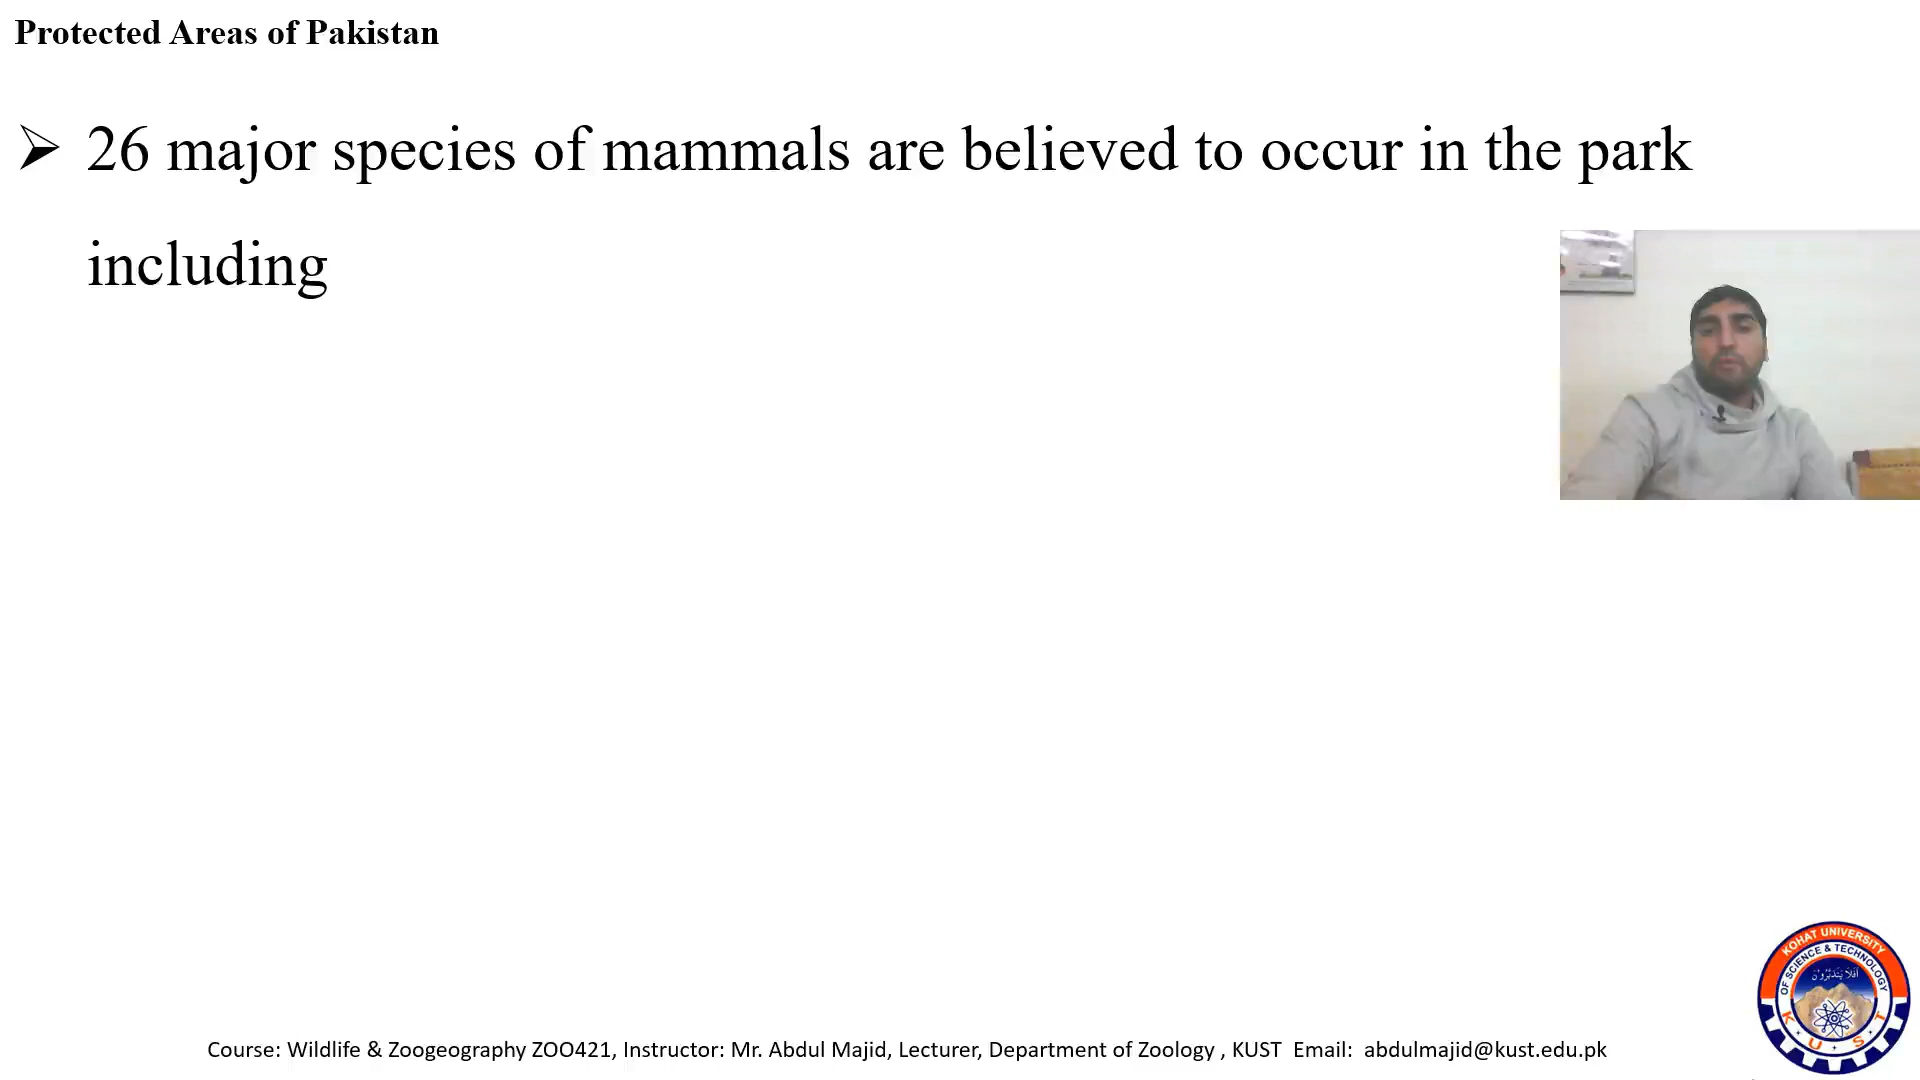 Protected Areas of Pakistan
➢ 26 major species of mammals are believed to occur in the park
including
KOHAT UNIVERSITY
OF SCIENCE & TECHNOLOGY
K U S T
Course: Wildlife & Zoogeography ZOO421, Instructor: Mr. Abdul Majid, Lecturer, Department of Zoology , KUST Email: abdulmajid@kust.edu.pk